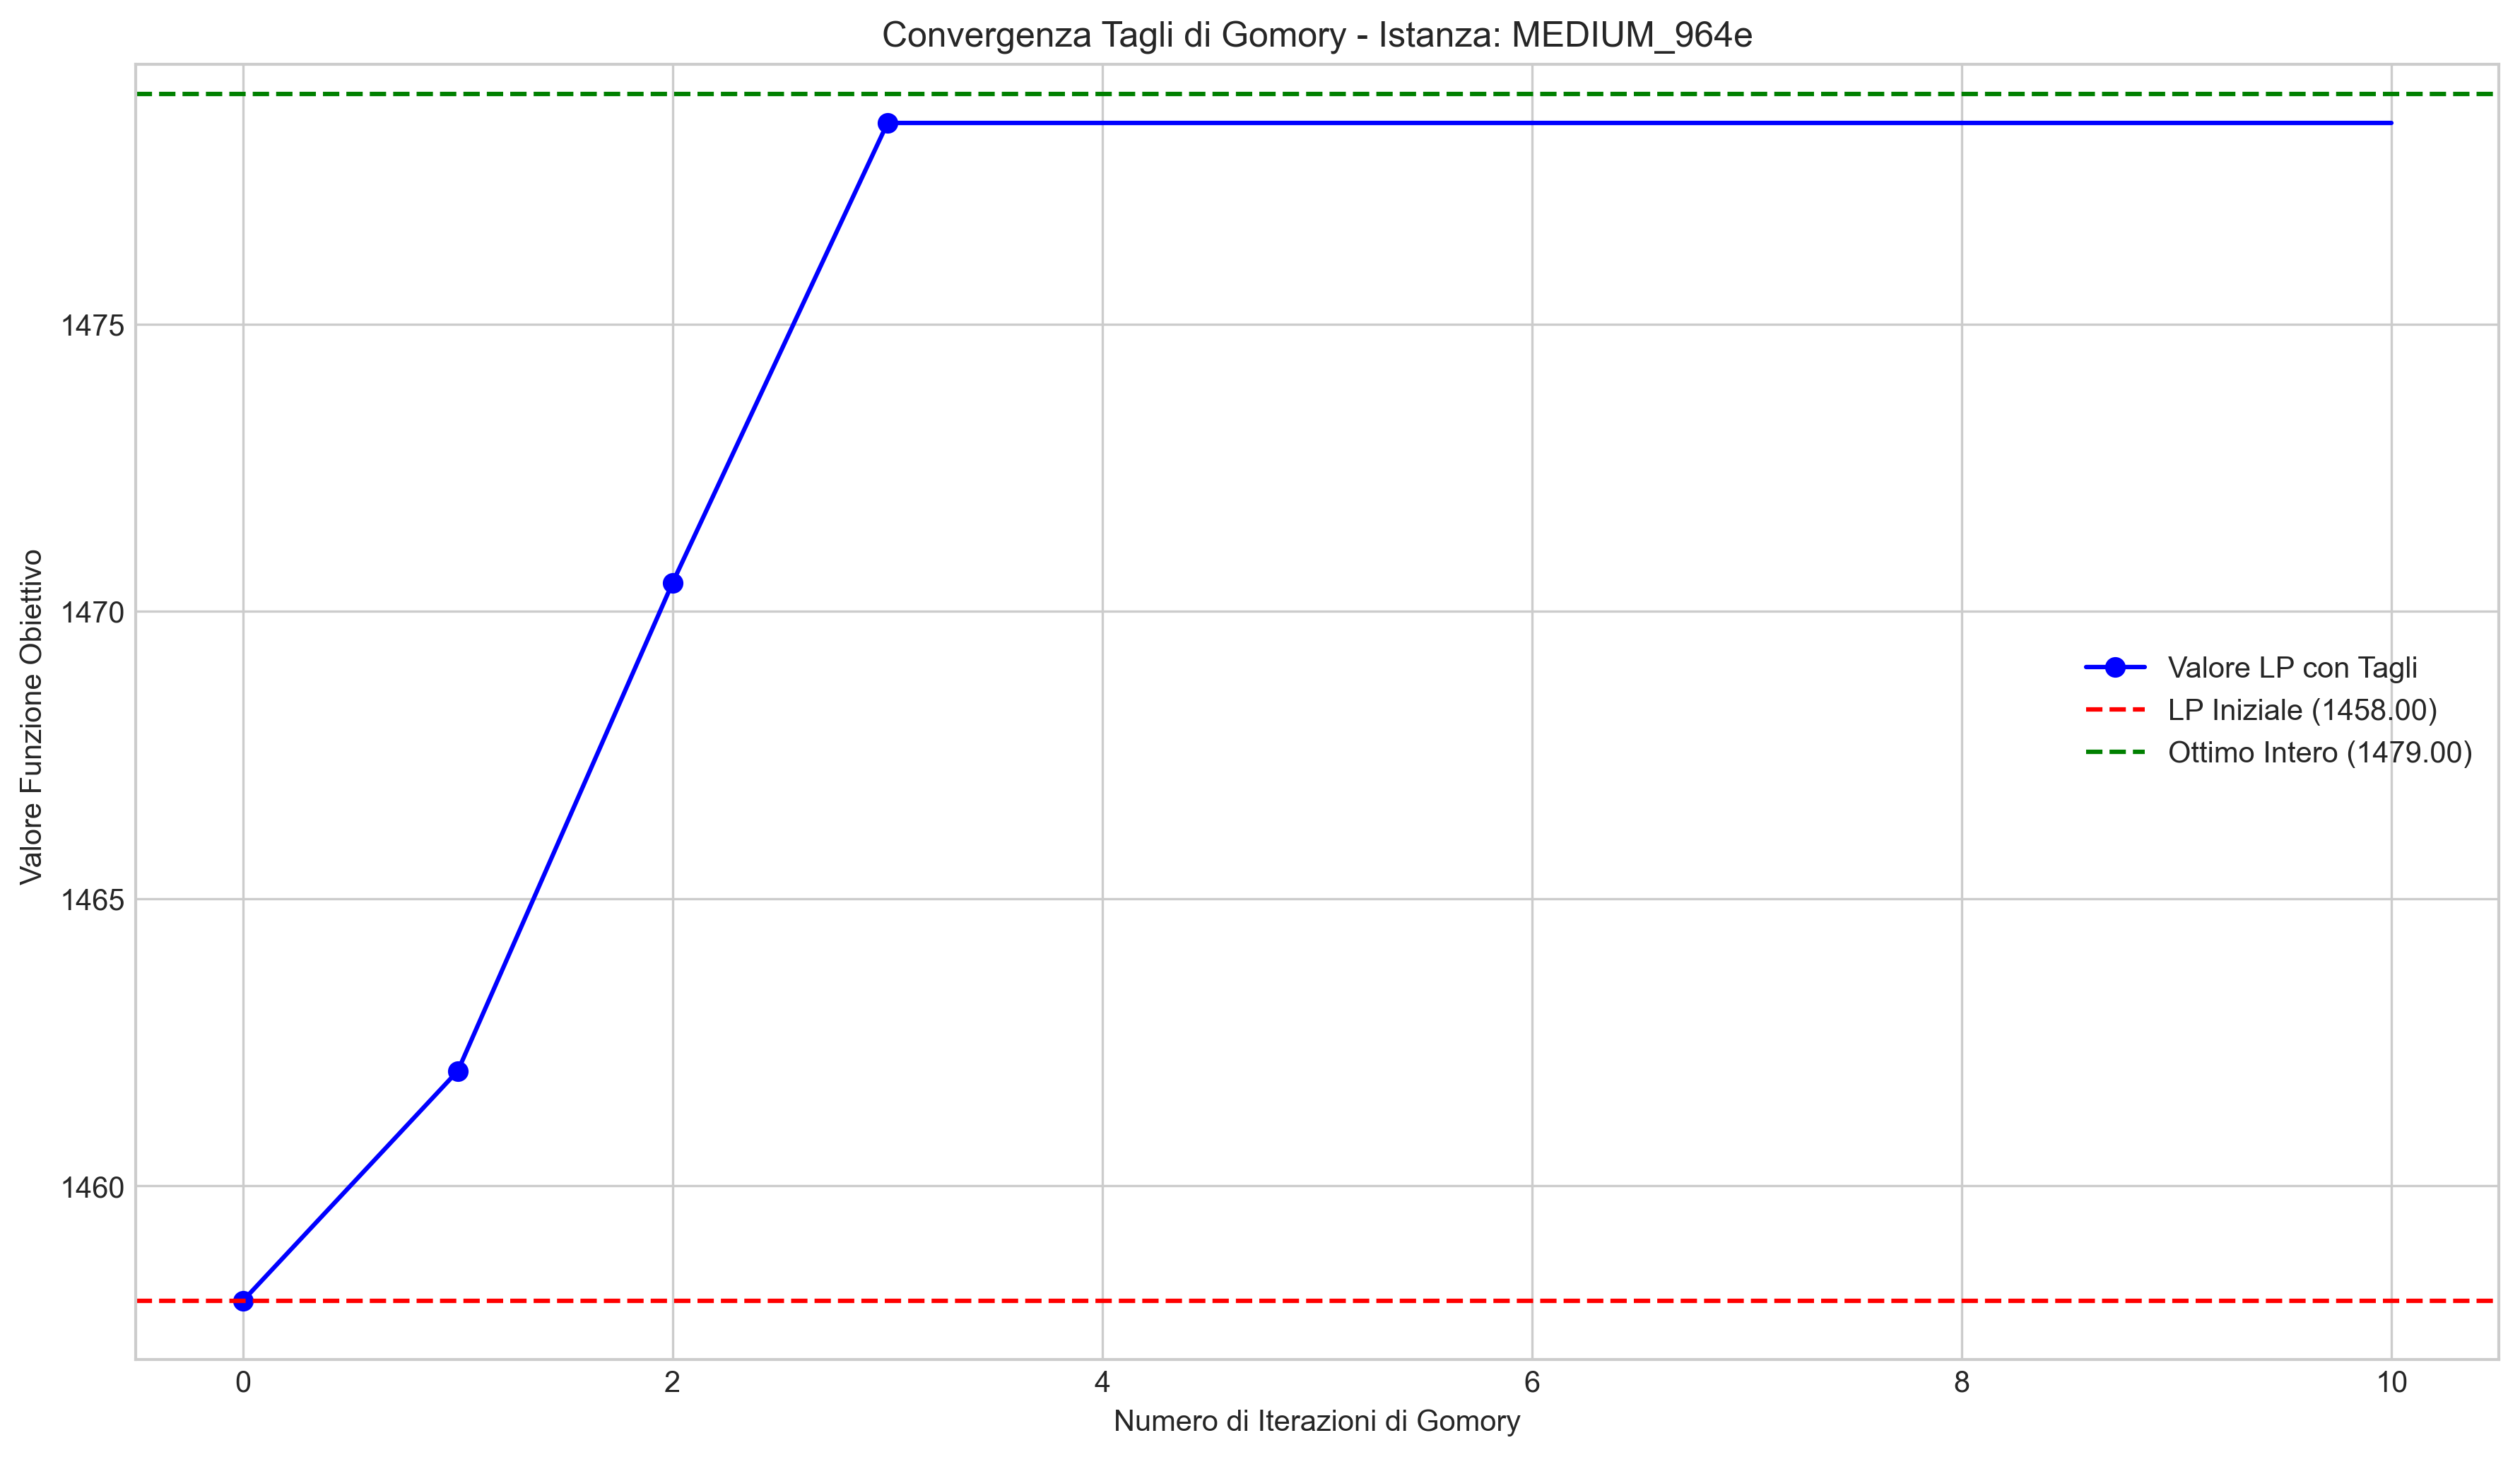 Convergenza Tagli di Gomory - Istanza: MEDIUM_964e
Valore Funzione Obiettivo
1475
1470
1465
1460
Valore LP con Tagli
LP Iniziale (1458.00)
Ottimo Intero (1479.00)
0 2 4 6 8 10
Numero di Iterazioni di Gomory